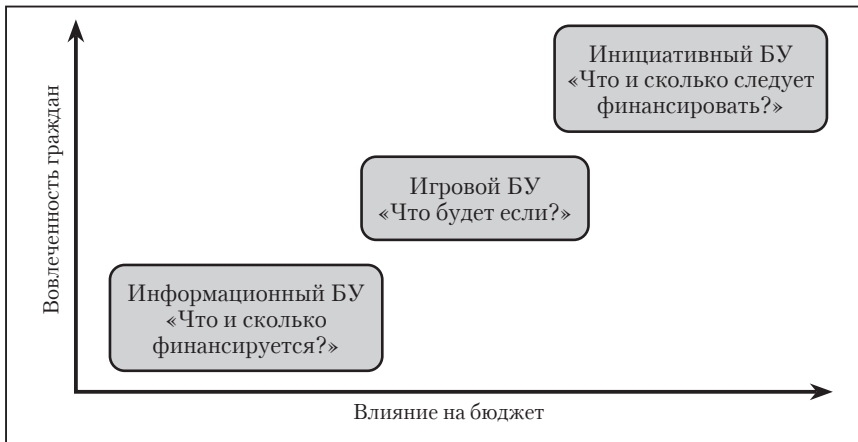 Инициативный БУ
«Что и сколько следует
финансировать?»
Игровой БУ
«Что будет если?»
Информационный БУ
«Что и сколько
финансируется?»
Вовлеченность граждан
Влияние на бюджет